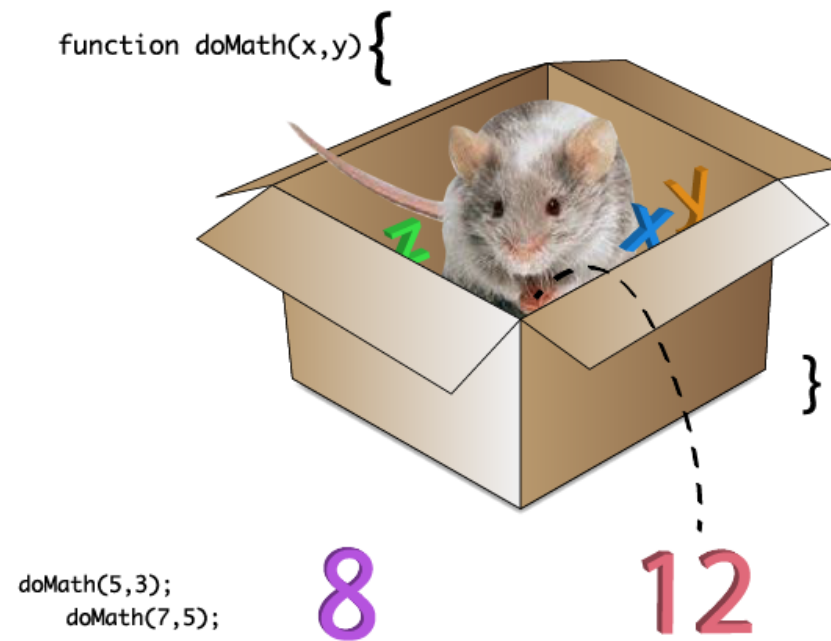 function doMath(x,y){
z x y
}
doMath(5,3);
doMath(7,5);
8 12